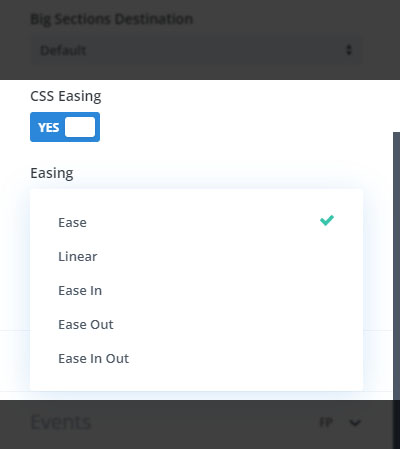 Big Sections Destination
Default
CSS Easing
YES
Easing
Ease
Linear
Ease In
Ease Out
Ease In Out
Events FP